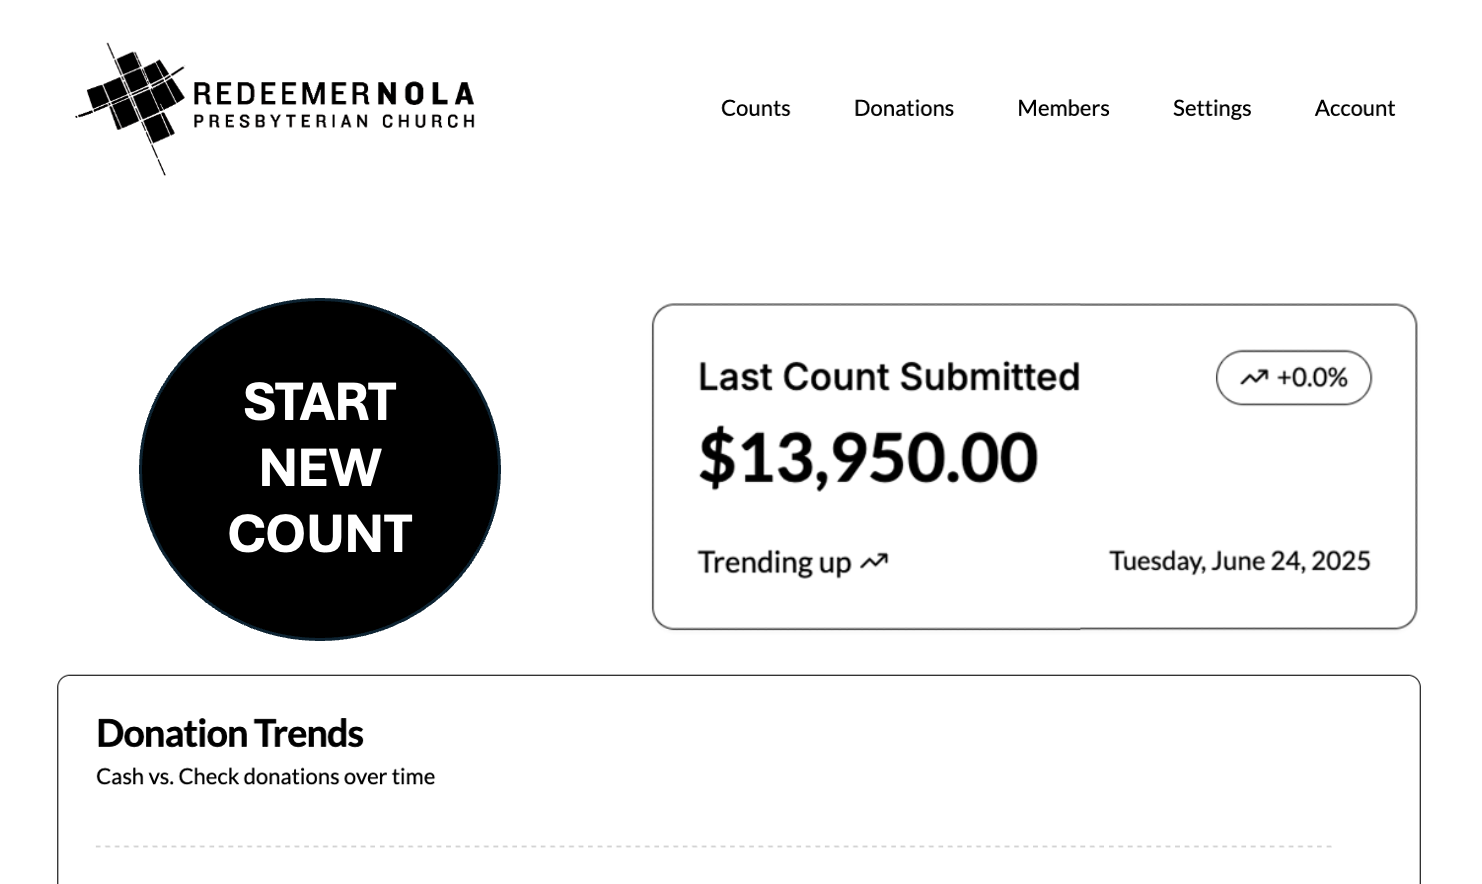 REDEEMERNOLA
PRESBYTERIAN CHURCH
Counts Donations Members Settings Account
START
NEW
COUNT
Last Count Submitted
+0.0%
$13,950.00
Trending up
Tuesday, June 24, 2025
Donation Trends
Cash vs. Check donations over time